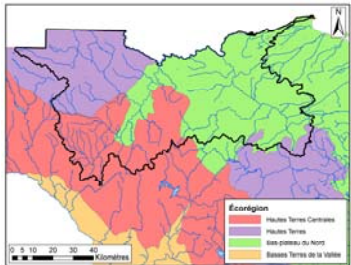 N
Écorégion
Hautes Terres Centrales
Hautes Terres
Bas-plateau du Nord
Basses Terres de la Vallée
0 5 10 20 30 40
Kilomètres